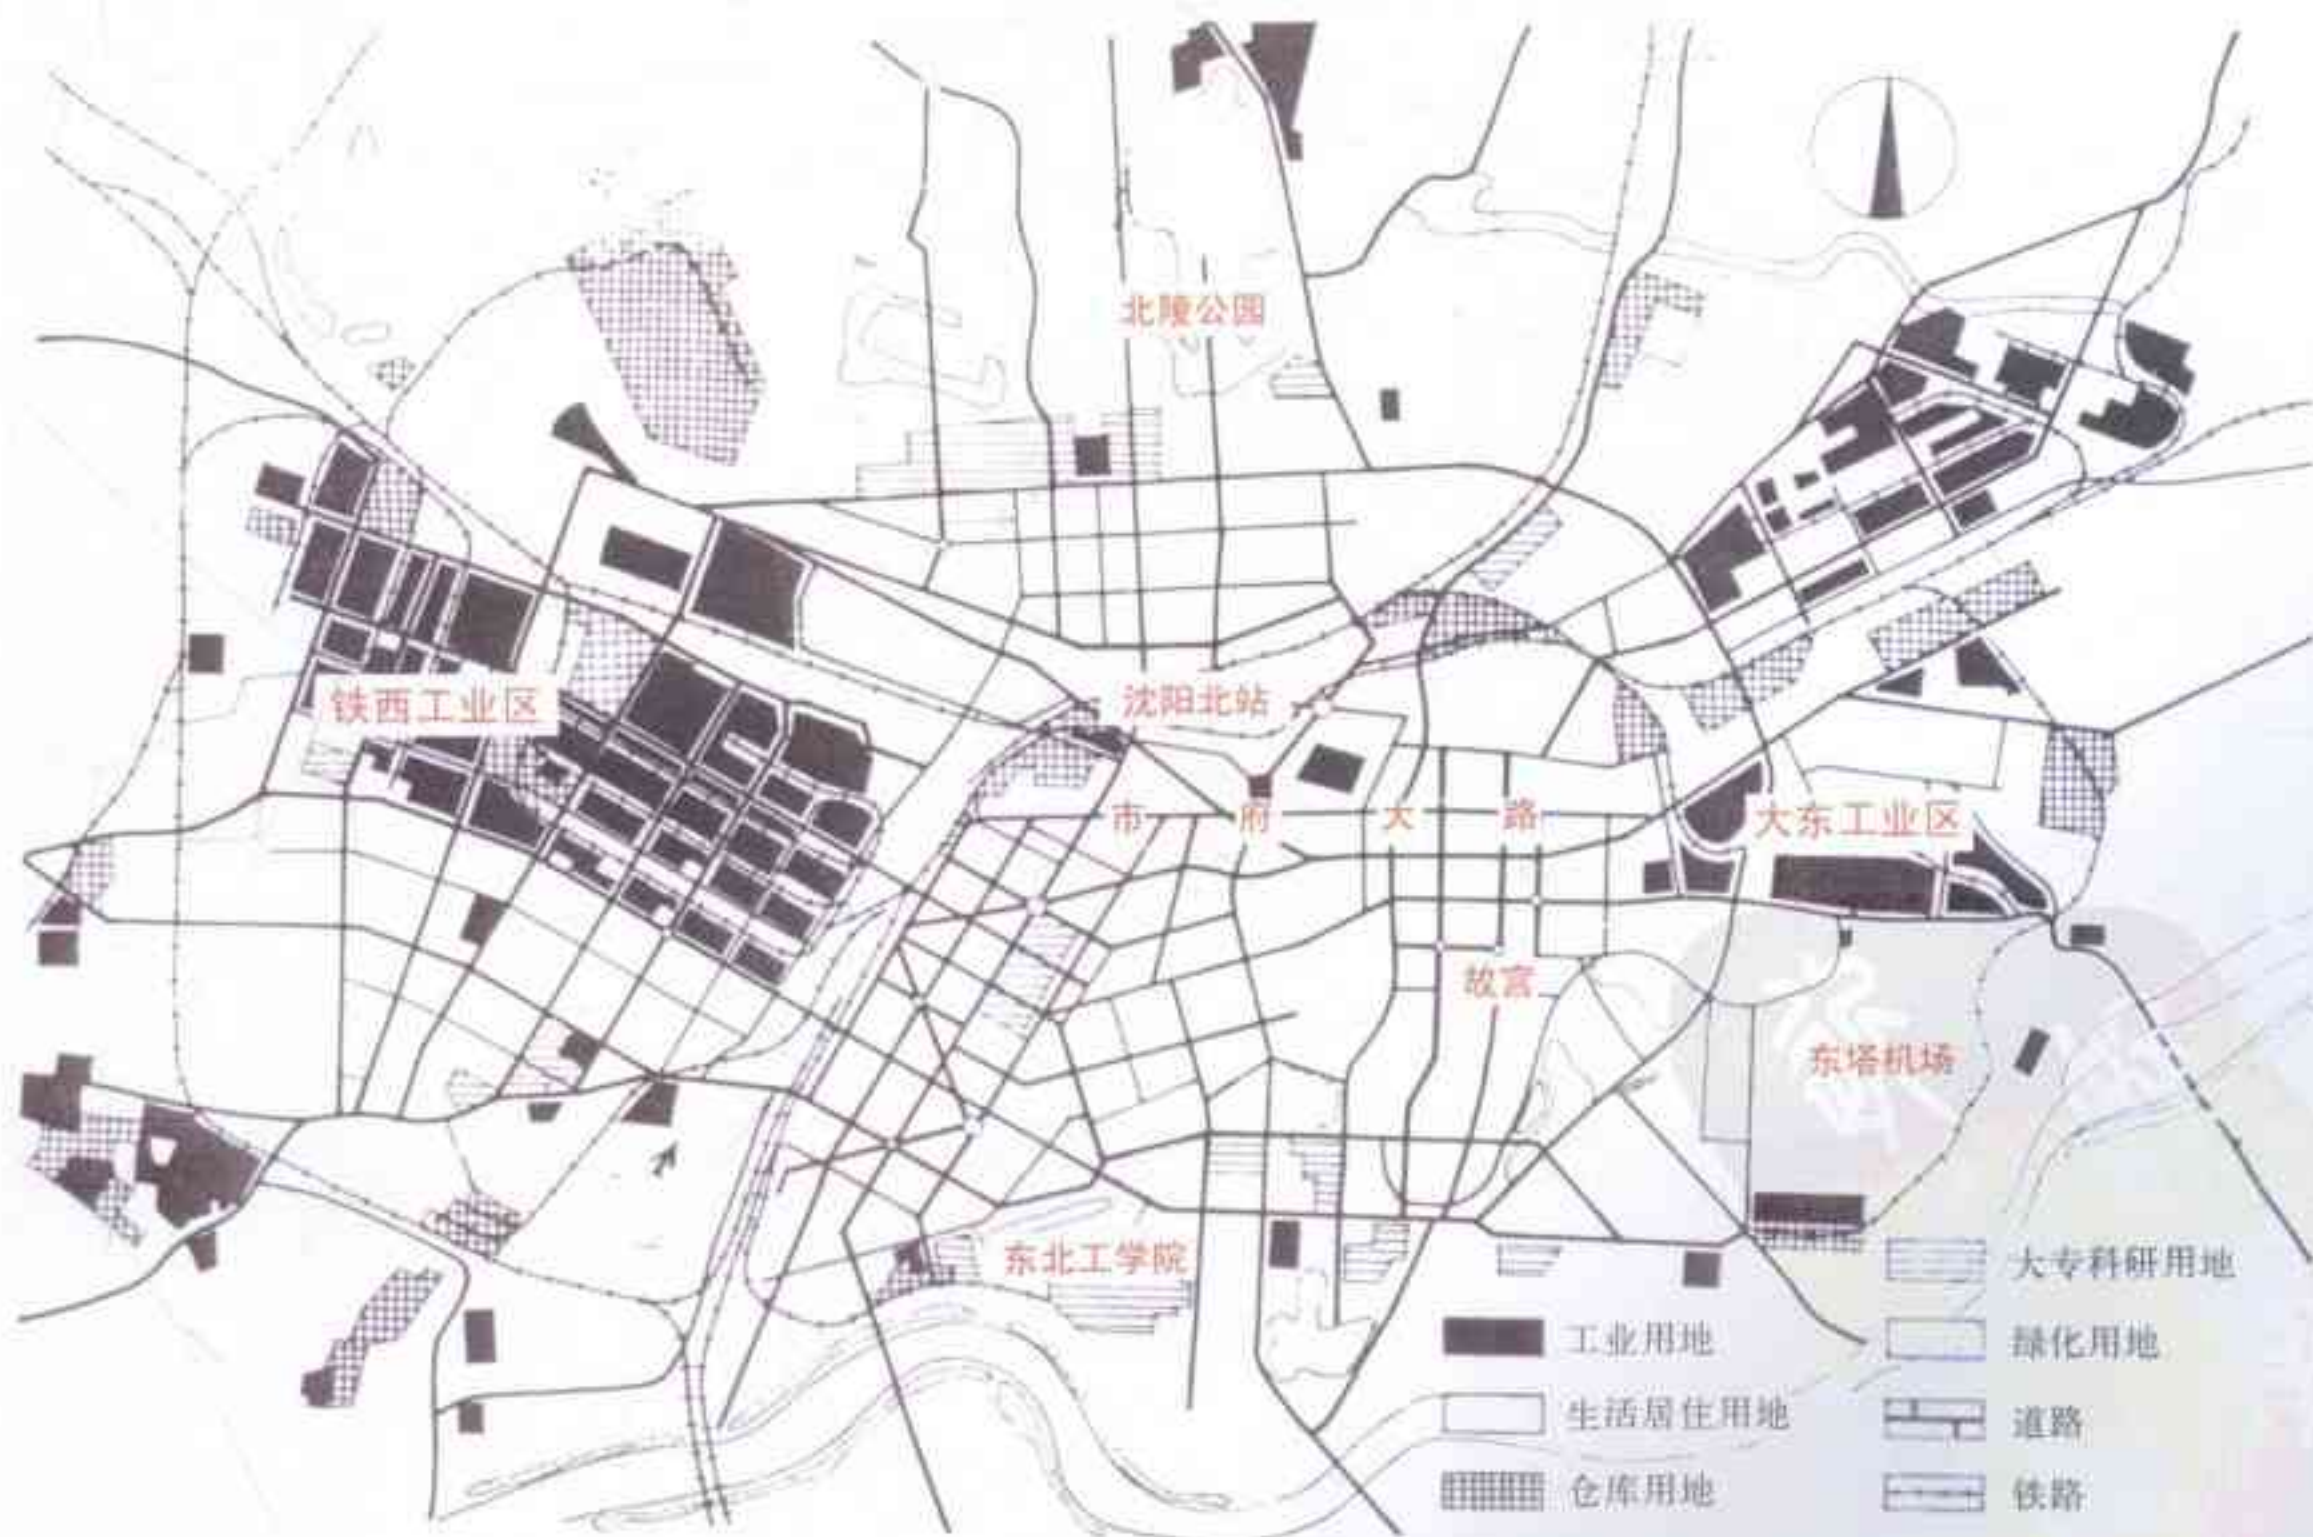 北陵公园
铁西工业区
沈阳北站
市府大路
大东工业区
故宫
东塔机场
东北工学院
大专科研用地
工业用地
绿化用地
生活居住用地
道路
仓库用地
铁路